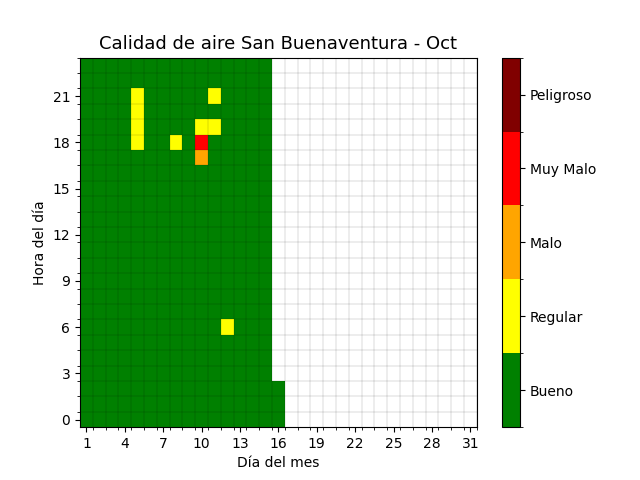 Calidad de aire San Buenaventura - Oct
Hora del día
21
18
15
12
9
6
3
0
1 4 7 10 13 16 19 22 25 28 31
Día del mes
Peligroso
Muy Malo
Malo
Regular
Bueno